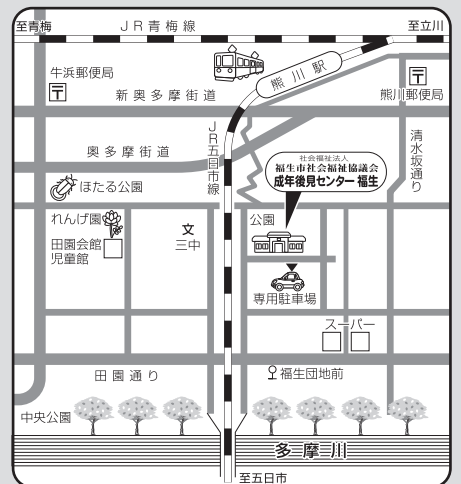 至青梅
JR青梅線
至立川
牛浜郵便局
〒
熊川駅
〒
熊川郵便局
新奥多摩街道
JR五日市線
奥多摩街道
清水坂通り
社会福祉法人
福生市社会福祉協議会
成年後見センター 福生
ほたる公園
れんげ園
公園
文
三中
田園会館
児童館
専用駐車場
スーパー
田園通り
福生団地前
中央公園
多摩川
至五日市